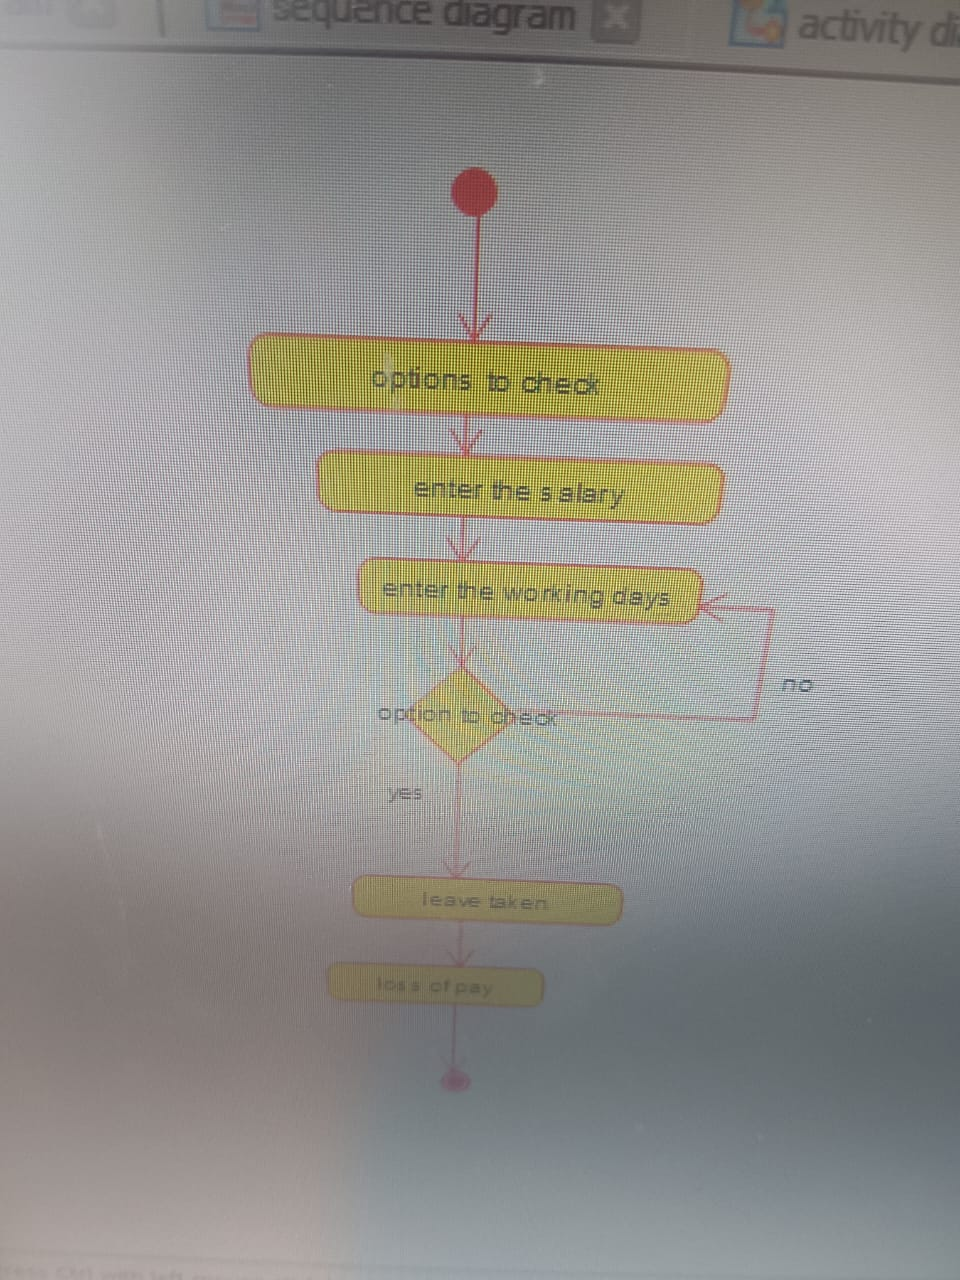 sequence diagram
activity
options to check
enter the salary
enter the working days
no
option to check
yes
leave taken
loss of pay